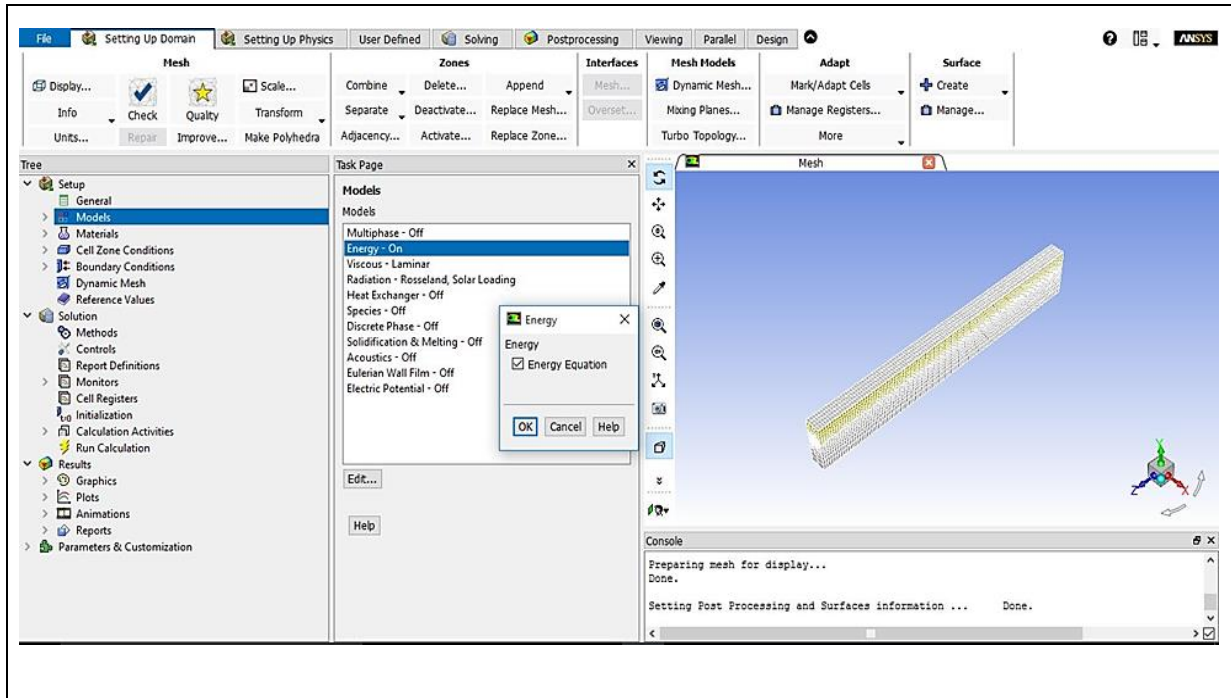 File Setting Up Domain Setting Up Physics User Defined Solving Postprocessing Viewing Parallel Design ANSYS
Mesh Zones Interfaces Mesh Models Adapt Surface
Display... Scale... Combine Delete... Append Mesh... Dynamic Mesh... Mark/Adapt Cells Create
Info Check Quality Transform Separate Deactivate... Replace Mesh... Overset... Mixing Planes... Manage Registers... Manage...
Units... Repair Improve... Make Polyhedra Adjacency... Activate... Replace Zone... Turbo Topology... More
Tree
Setup
General
Models
Materials
Cell Zone Conditions
Boundary Conditions
Dynamic Mesh
Reference Values
Solution
Methods
Controls
Report Definitions
Monitors
Cell Registers
Initialization
Calculation Activities
Run Calculation
Results
Graphics
Plots
Animations
Reports
Parameters & Customization
Task Page
Models
Models
Multiphase - Off
Energy - On
Viscous - Laminar
Radiation - Rosseland, Solar Loading
Heat Exchanger - Off
Species - Off
Discrete Phase - Off
Solidification & Melting - Off
Acoustics - Off
Eulerian Wall Film - Off
Electric Potential - Off
Edit...
Help
Energy
Energy
Energy Equation
OK Cancel Help
Mesh
Y
Z X
Console
Preparing mesh for display...
Done.
Setting Post Processing and Surfaces information ... Done.